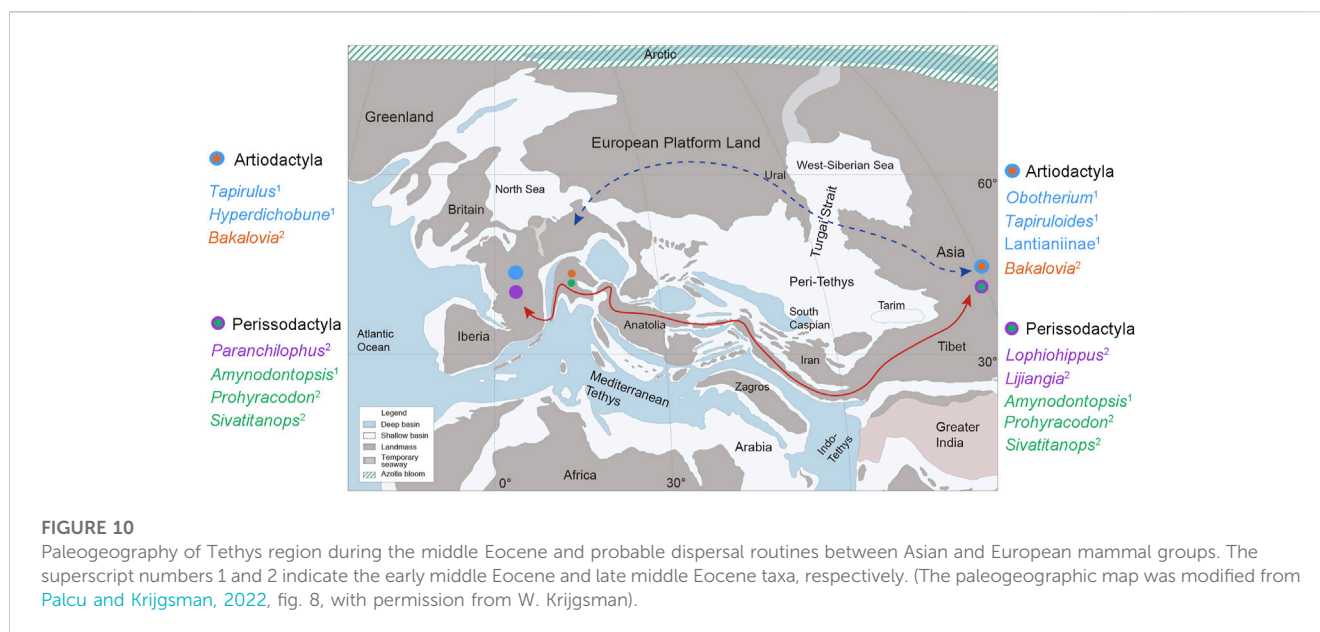 Arctic
Greenland
European Platform Land
West-Siberian Sea
Ural
60°
North Sea
Britain
Turgai Strait
Asia
Peri-Tethys
Tarim
South
Caspian
Anatolia
Iberia
Atlantic
Ocean
Iran
Tibet
30°
Mediterranean
Tethys
Zagros
Indo-
Tethys
Greater
India
Arabia
Africa
0°
30°
Legend
Deep basin
Shallow basin
Landmass
Temporary
seaway
Azolla bloom
Artiodactyla
Tapirulus¹
Hyperdichobune¹
Bakalovia²
Perissodactyla
Paranchilophus²
Amynodontopsis¹
Prohyracodon²
Sivatitanops²
Artiodactyla
Obotherium¹
Tapiruloides¹
Lantianiinae¹
Bakalovia²
Perissodactyla
Lophiohippus²
Lijiangia²
Amynodontopsis¹
Prohyracodon²
Sivatitanops²
FIGURE 10
Paleogeography of Tethys region during the middle Eocene and probable dispersal routines between Asian and European mammal groups. The
superscript numbers 1 and 2 indicate the early middle Eocene and late middle Eocene taxa, respectively. (The paleogeographic map was modified from
Palcu and Krijgsman, 2022, fig. 8, with permission from W. Krijgsman).